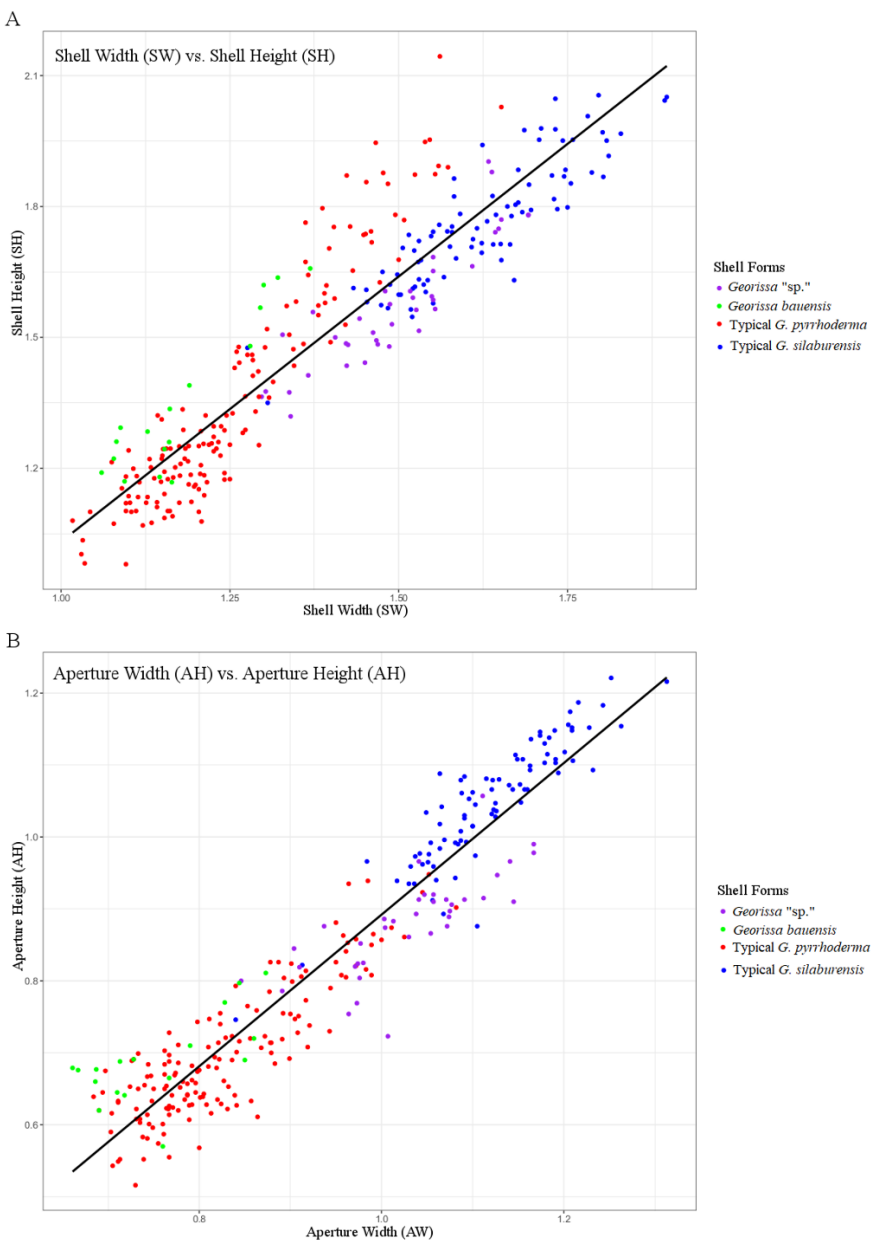 A
Shell Width (SW) vs. Shell Height (SH)
2.1
1.8
1.5
1.2
Shell Height (SH)
1.00
1.25
1.50
1.75
Shell Width (SW)
Shell Forms
Georissa "sp."
Georissa bauensis
Typical G. pyrrhoderma
Typical G. silaburensis
B
Aperture Width (AH) vs. Aperture Height (AH)
1.2
1.0
0.8
0.6
Aperture Height (AH)
0.8
1.0
1.2
Aperture Width (AW)
Shell Forms
Georissa "sp."
Georissa bauensis
Typical G. pyrrhoderma
Typical G. silaburensis